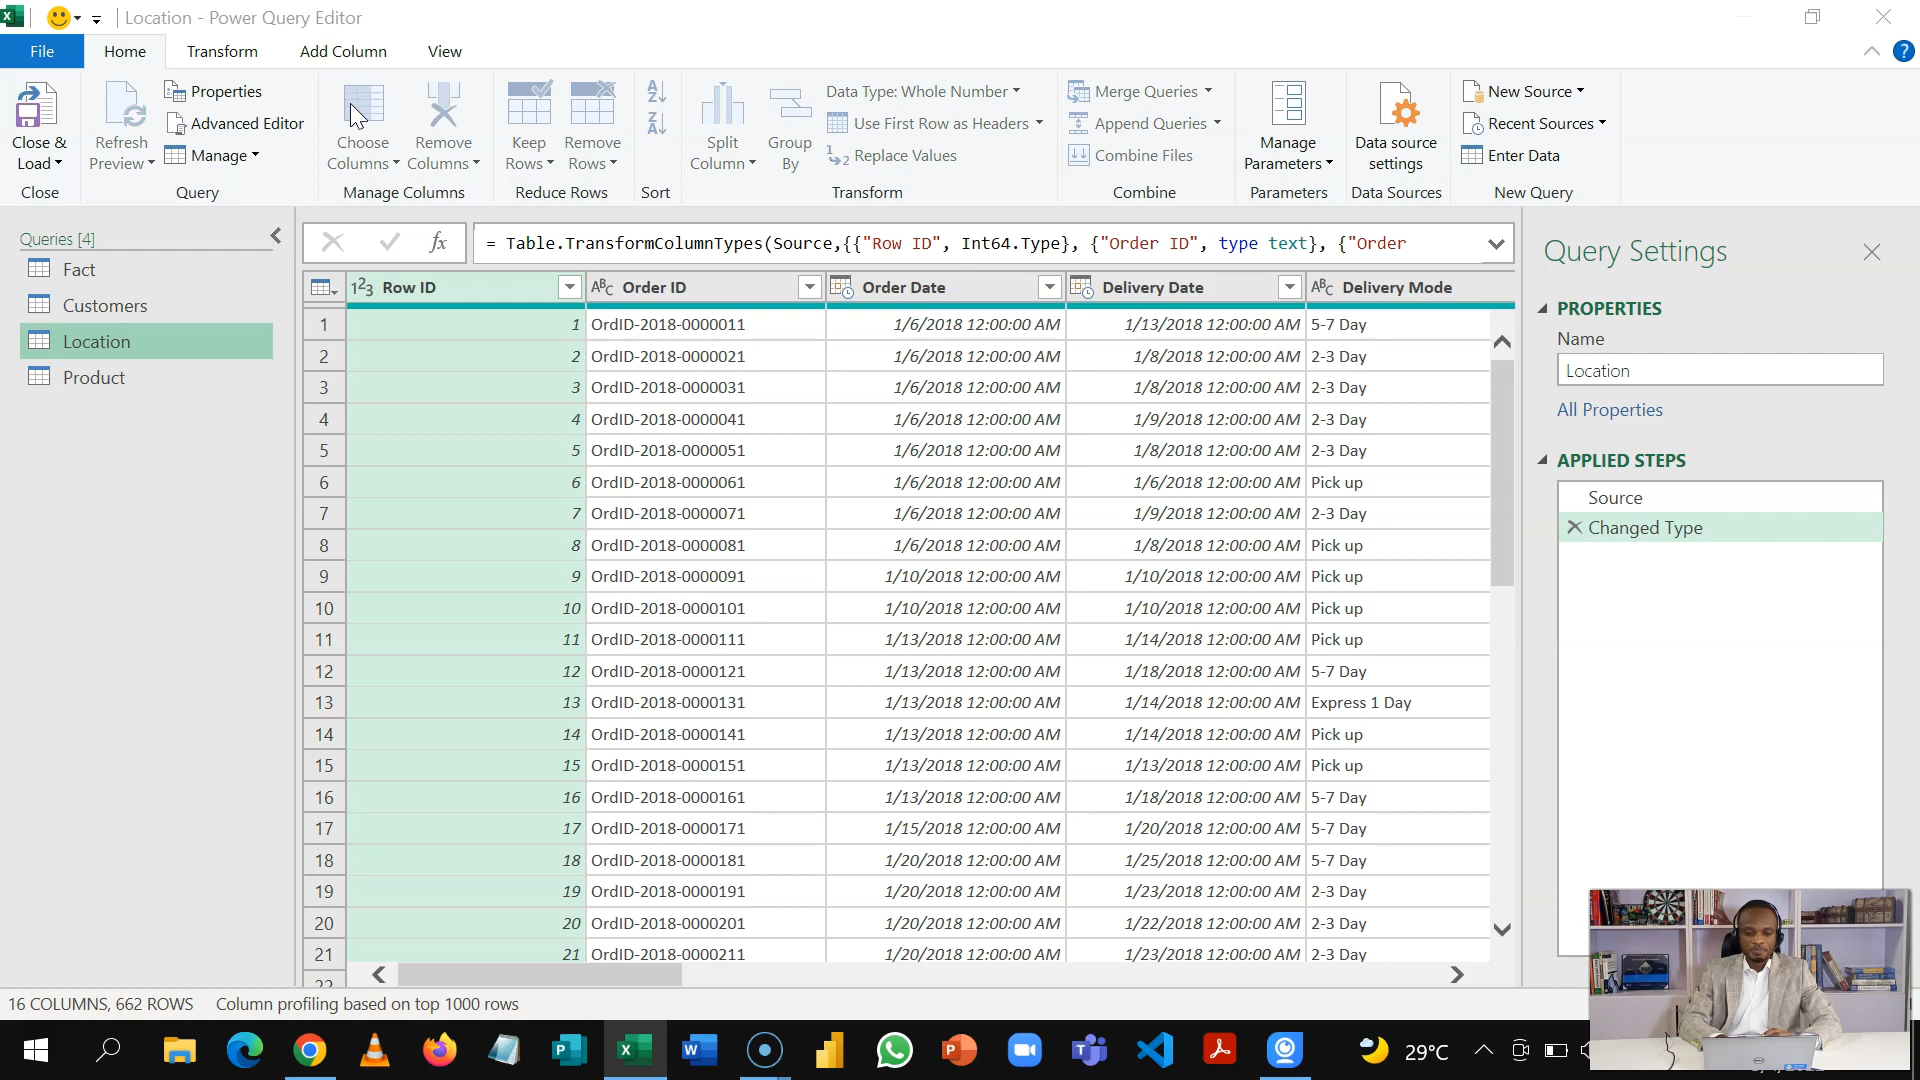 Location - Power Query Editor
File Home Transform Add Column View
Close & Load
Close
Refresh Preview
Properties
Advanced Editor
Manage
Query
Choose Columns
Remove Columns
Manage Columns
Keep Rows
Remove Rows
Reduce Rows
Sort
Split Column
Group By
Data Type: Whole Number
Use First Row as Headers
Replace Values
Transform
Merge Queries
Append Queries
Combine Files
Combine
Manage Parameters
Parameters
Data source settings
Data Sources
New Source
Recent Sources
Enter Data
New Query
Queries [4]
Fact
Customers
Location
Product
fx = Table.TransformColumnTypes(Source,{{"Row ID", Int64.Type}, {"Order ID", type text}, {"Order
Row ID Order ID Order Date Delivery Date Delivery Mode
1 1 OrdID-2018-0000011 1/6/2018 12:00:00 AM 1/13/2018 12:00:00 AM 5-7 Day
2 2 OrdID-2018-0000021 1/6/2018 12:00:00 AM 1/8/2018 12:00:00 AM 2-3 Day
3 3 OrdID-2018-0000031 1/6/2018 12:00:00 AM 1/8/2018 12:00:00 AM 2-3 Day
4 4 OrdID-2018-0000041 1/6/2018 12:00:00 AM 1/9/2018 12:00:00 AM 2-3 Day
5 5 OrdID-2018-0000051 1/6/2018 12:00:00 AM 1/8/2018 12:00:00 AM 2-3 Day
6 6 OrdID-2018-0000061 1/6/2018 12:00:00 AM 1/6/2018 12:00:00 AM Pick up
7 7 OrdID-2018-0000071 1/6/2018 12:00:00 AM 1/9/2018 12:00:00 AM 2-3 Day
8 8 OrdID-2018-0000081 1/6/2018 12:00:00 AM 1/8/2018 12:00:00 AM Pick up
9 9 OrdID-2018-0000091 1/10/2018 12:00:00 AM 1/10/2018 12:00:00 AM Pick up
10 10 OrdID-2018-0000101 1/10/2018 12:00:00 AM 1/10/2018 12:00:00 AM Pick up
11 11 OrdID-2018-0000111 1/13/2018 12:00:00 AM 1/14/2018 12:00:00 AM Pick up
12 12 OrdID-2018-0000121 1/13/2018 12:00:00 AM 1/18/2018 12:00:00 AM 5-7 Day
13 13 OrdID-2018-0000131 1/13/2018 12:00:00 AM 1/14/2018 12:00:00 AM Express 1 Day
14 14 OrdID-2018-0000141 1/13/2018 12:00:00 AM 1/14/2018 12:00:00 AM Pick up
15 15 OrdID-2018-0000151 1/13/2018 12:00:00 AM 1/13/2018 12:00:00 AM Pick up
16 16 OrdID-2018-0000161 1/13/2018 12:00:00 AM 1/18/2018 12:00:00 AM 5-7 Day
17 17 OrdID-2018-0000171 1/15/2018 12:00:00 AM 1/20/2018 12:00:00 AM 5-7 Day
18 18 OrdID-2018-0000181 1/20/2018 12:00:00 AM 1/25/2018 12:00:00 AM 5-7 Day
19 19 OrdID-2018-0000191 1/20/2018 12:00:00 AM 1/23/2018 12:00:00 AM 2-3 Day
20 20 OrdID-2018-0000201 1/20/2018 12:00:00 AM 1/22/2018 12:00:00 AM 2-3 Day
21 21 OrdID-2018-0000211 1/20/2018 12:00:00 AM 1/23/2018 12:00:00 AM 2-3 Day
22
Query Settings
PROPERTIES
Name
Location
All Properties
APPLIED STEPS
Source
Changed Type
16 COLUMNS, 662 ROWS Column profiling based on top 1000 rows
29°C